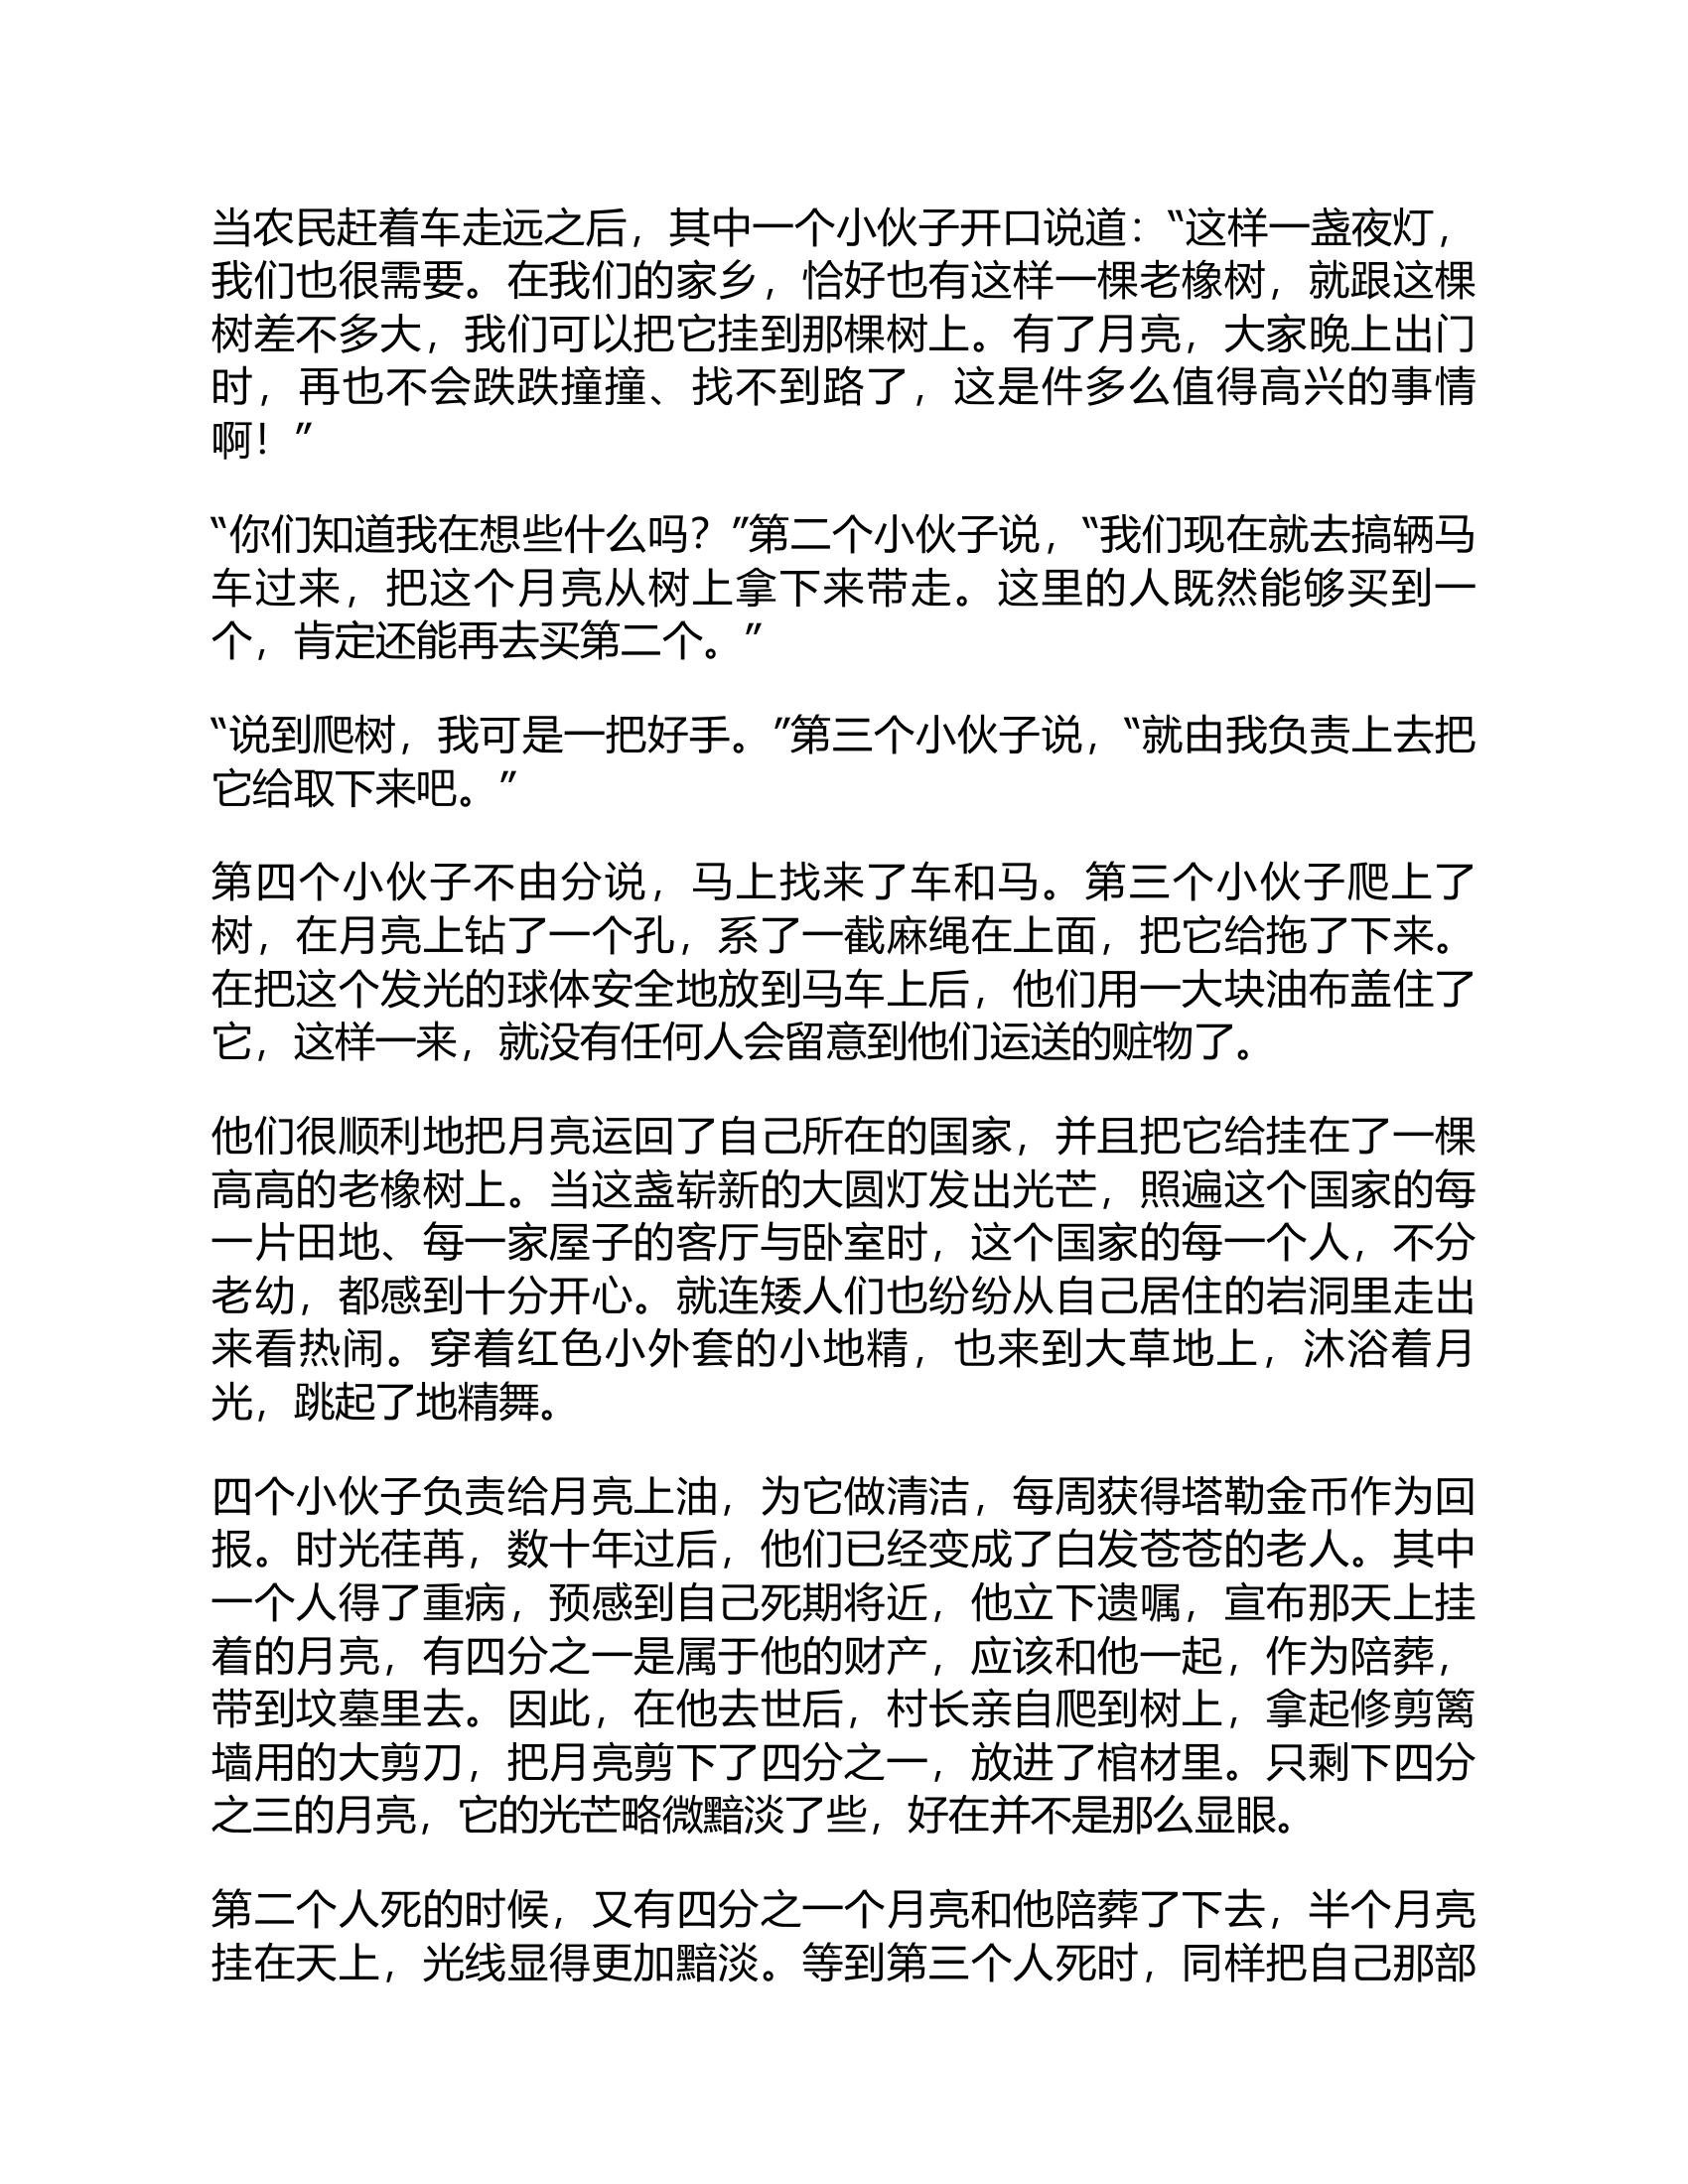 当农民赶着车走远之后，其中一个小伙子开口说道：“这样一盏夜灯，
我们也很需要。在我们的家乡，恰好也有这样一棵老橡树，就跟这棵
树差不多大，我们可以把它挂到那棵树上。有了月亮，大家晚上出门
时，再也不会跌跌撞撞、找不到路了，这是件多么值得高兴的事情
啊！”
“你们知道我在想些什么吗？”第二个小伙子说，“我们现在就去搞辆马
车过来，把这个月亮从树上拿下来带走。这里的人既然能够买到一
个，肯定还能再去买第二个。”
“说到爬树，我可是一把好手。”第三个小伙子说，“就由我负责上去把
它给取下来吧。”
第四个小伙子不由分说，马上找来了车和马。第三个小伙子爬上了
树，在月亮上钻了一个孔，系了一截麻绳在上面，把它给拖了下来。
在把这个发光的球体安全地放到马车上后，他们用一大块油布盖住了
它，这样一来，就没有任何人会留意到他们运送的赃物了。
他们很顺利地把月亮运回了自己所在的国家，并且把它给挂在了一棵
高高的老橡树上。当这盏崭新的大圆灯发出光芒，照遍这个国家的每
一片田地、每一家屋子的客厅与卧室时，这个国家的每一个人，不分
老幼，都感到十分开心。就连矮人们也纷纷从自己居住的岩洞里走出
来看热闹。穿着红色小外套的小地精，也来到大草地上，沐浴着月
光，跳起了地精舞。
四个小伙子负责给月亮上油，为它做清洁，每周获得塔勒金币作为回
报。时光荏苒，数十年过后，他们已经变成了白发苍苍的老人。其中
一个人得了重病，预感到自己死期将近，他立下遗嘱，宣布那天上挂
着的月亮，有四分之一是属于他的财产，应该和他一起，作为陪葬，
带到坟墓里去。因此，在他去世后，村长亲自爬到树上，拿起修剪篱
墙用的大剪刀，把月亮剪下了四分之一，放进了棺材里。只剩下四分
之三的月亮，它的光芒略微黯淡了些，好在并不是那么显眼。
第二个人死的时候，又有四分之一个月亮和他陪葬了下去，半个月亮
挂在天上，光线显得更加黯淡。等到第三个人死时，同样把自己那部